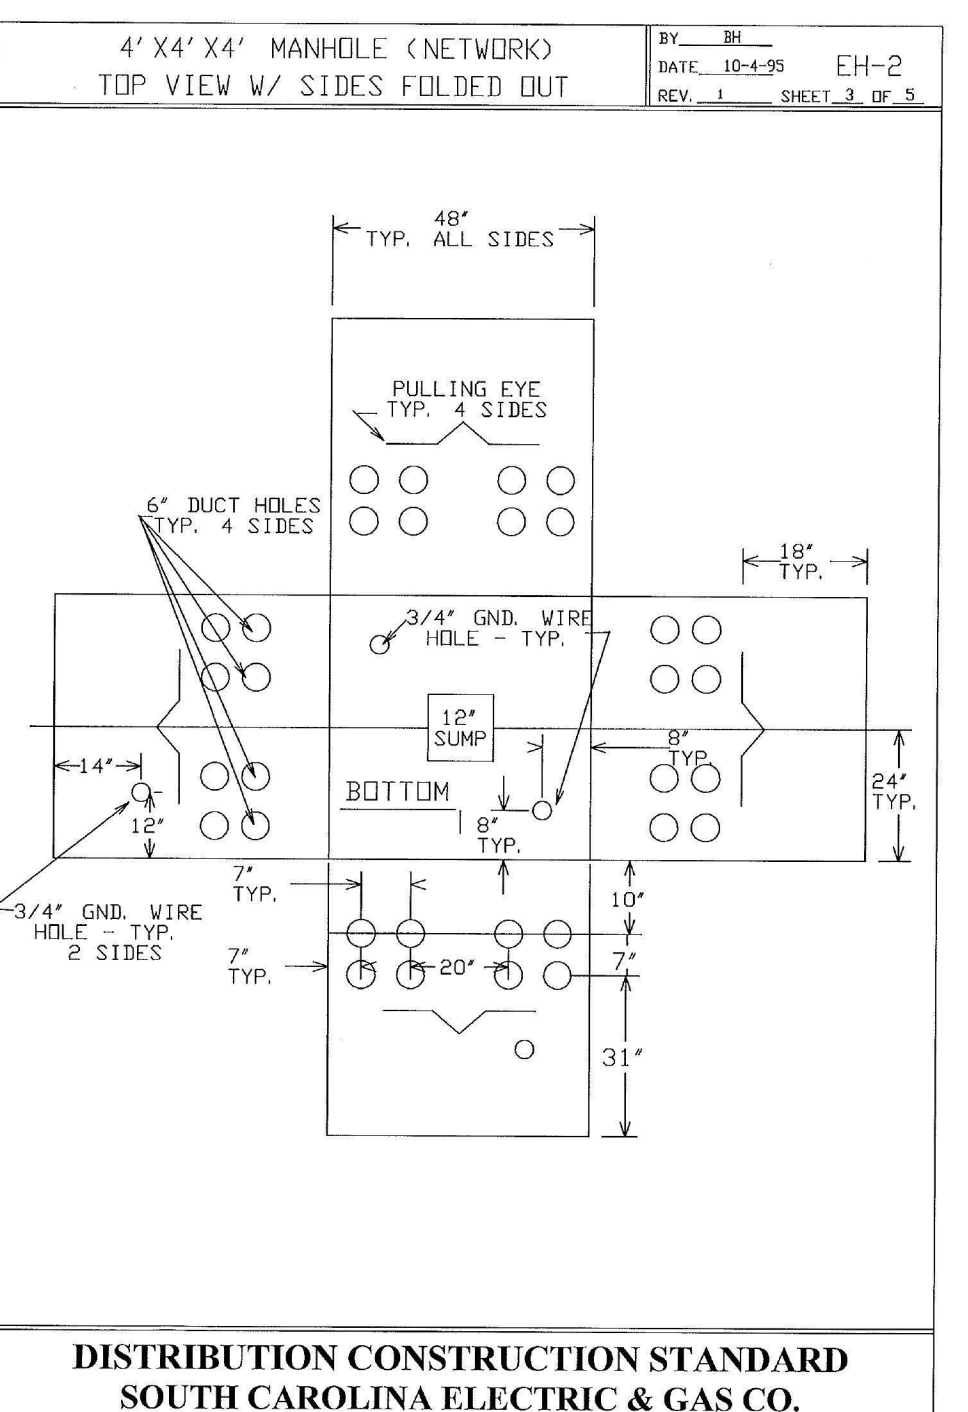 4'X4'X4' MANHOLE (NETWORK)
TOP VIEW W/ SIDES FOLDED OUT
BY BH
DATE 10-4-95
EH-2
REV. 1 SHEET 3 OF 5
48"
TYP. ALL SIDES
PULLING EYE
TYP. 4 SIDES
6" DUCT HOLES
TYP. 4 SIDES
18"
TYP.
3/4" GND. WIRE
HOLE - TYP.
12"
SUMP
8"
TYP.
14"
12"
BOTTOM
8"
TYP.
24"
TYP.
7"
TYP.
10"
3/4" GND. WIRE
HOLE - TYP.
2 SIDES
7"
TYP.
20"
7"
31"
DISTRIBUTION CONSTRUCTION STANDARD
SOUTH CAROLINA ELECTRIC & GAS CO.